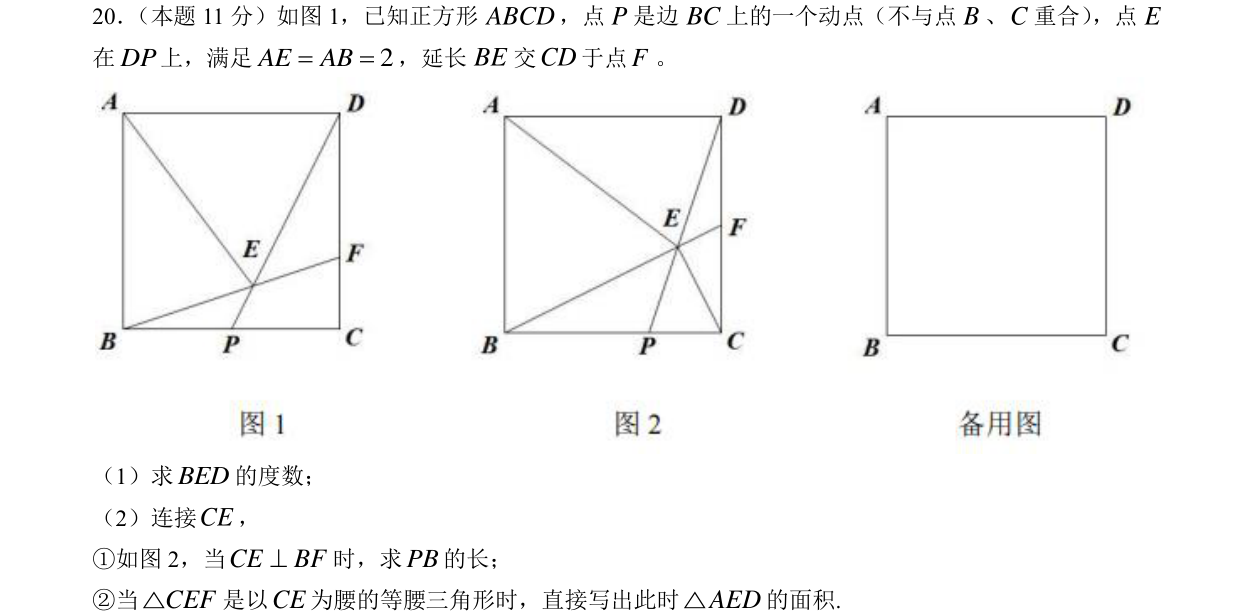 20.（本题 11 分）如图 1，已知正方形 ABCD，点 P 是边 BC 上的一个动点（不与点 B 、C 重合），点 E
在 DP 上，满足 AE = AB = 2，延长 BE 交 CD 于点 F 。
A D A D A D
E F E F
B P C B P C B C
图 1 图 2 备用图
（1）求 BED 的度数；
（2）连接 CE，
①如图 2，当 CE ⊥ BF 时，求 PB 的长；
②当 △CEF 是以 CE 为腰的等腰三角形时，直接写出此时 △AED 的面积.